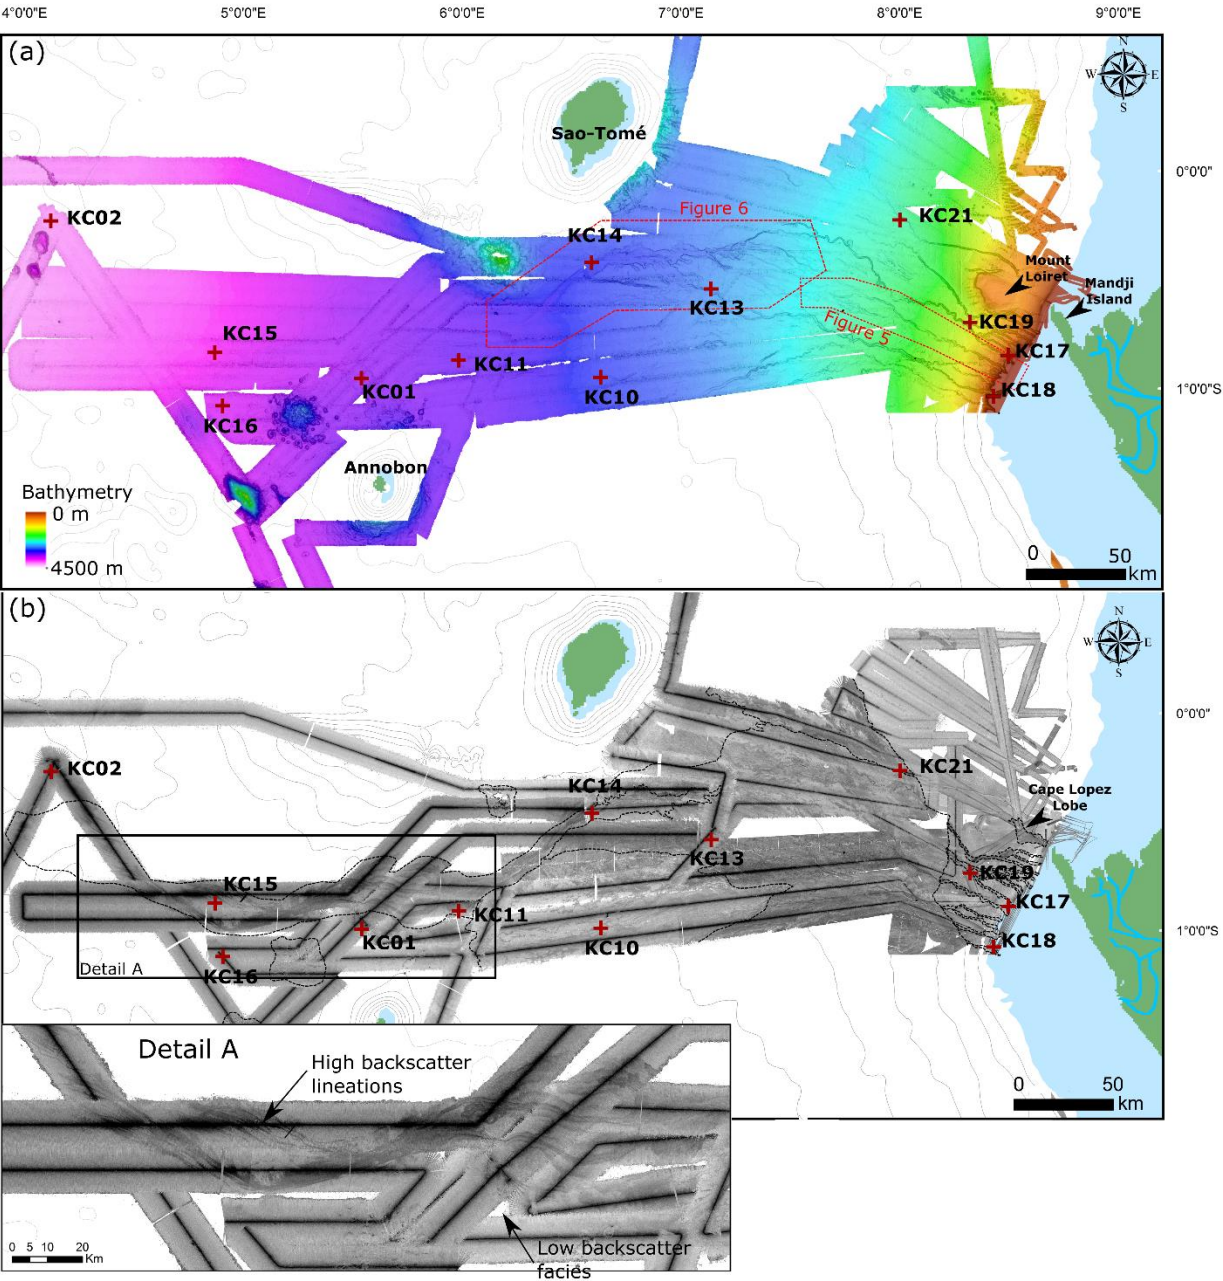 4°0'0"E
5°0'0"E
6°0'0"E
7°0'0"E
8°0'0"E
9°0'0"E
(a)
N
W
E
S
Sao-Tomé
0°0'0"
KC02
Figure 6
KC21
KC14
Mount
Loiret
Mandji
Island
KC13
KC15
KC19
Figure 5
KC11
KC17
KC01
KC10
KC18
1°0'0"S
KC16
Annobon
Bathymetry
0 m
-4500 m
0
50
km
(b)
N
W
E
S
0°0'0"
KC02
KC21
KC14
Cape Lopez
Lobe
KC13
KC19
KC15
KC11
KC17
KC01
KC10
KC18
1°0'0"S
Detail A
KC16
Detail A
High backscatter
lineations
0
50
km
Low backscatter
facies
0 5 10 20
Km